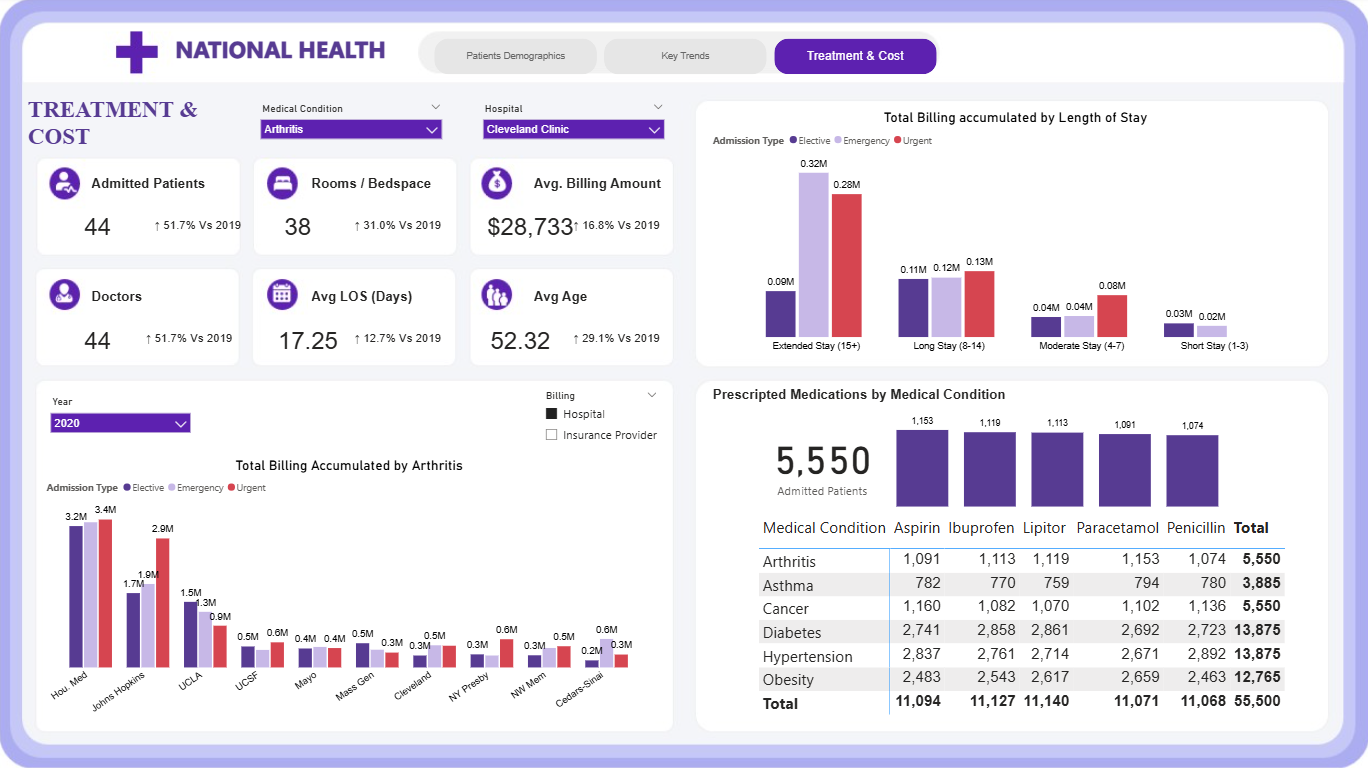 NATIONAL HEALTH
Patients Demographics
Key Trends
Treatment & Cost
TREATMENT &
COST
Medical Condition
Arthritis
Hospital
Cleveland Clinic
Admitted Patients
44
↑ 51.7% Vs 2019
Rooms / Bedspace
38
↑ 31.0% Vs 2019
Avg. Billing Amount
$28,733
↑ 16.8% Vs 2019
Doctors
44
↑ 51.7% Vs 2019
Avg LOS (Days)
17.25
↑ 12.7% Vs 2019
Avg Age
52.32
↑ 29.1% Vs 2019
Total Billing accumulated by Length of Stay
Admission Type Elective Emergency Urgent
0.09M 0.32M 0.28M
0.11M 0.12M 0.13M
0.04M 0.04M 0.08M
0.03M 0.02M
Extended Stay (15+) Long Stay (8-14) Moderate Stay (4-7) Short Stay (1-3)
Year
2020
Billing
Hospital
Insurance Provider
Total Billing Accumulated by Arthritis
Admission Type Elective Emergency Urgent
3.2M 3.4M
1.7M 1.9M 2.9M
1.5M 1.3M 0.9M
0.5M 0.6M
0.4M 0.4M
0.5M 0.3M
0.3M 0.5M
0.3M 0.6M
0.3M 0.5M
0.2M 0.6M 0.3M
Hou. Med Johns Hopkins UCLA UCSF Mayo Mass Gen Cleveland NY Presby NW Mem Cedars-Sinai
Prescripted Medications by Medical Condition
5,550
Admitted Patients
1,153 1,119 1,113 1,091 1,074
Medical Condition Aspirin Ibuprofen Lipitor Paracetamol Penicillin Total
Arthritis 1,091 1,113 1,119 1,153 1,074 5,550
Asthma 782 770 759 794 780 3,885
Cancer 1,160 1,082 1,070 1,102 1,136 5,550
Diabetes 2,741 2,858 2,861 2,692 2,723 13,875
Hypertension 2,837 2,761 2,714 2,671 2,892 13,875
Obesity 2,483 2,543 2,617 2,659 2,463 12,765
Total 11,094 11,127 11,140 11,071 11,068 55,500